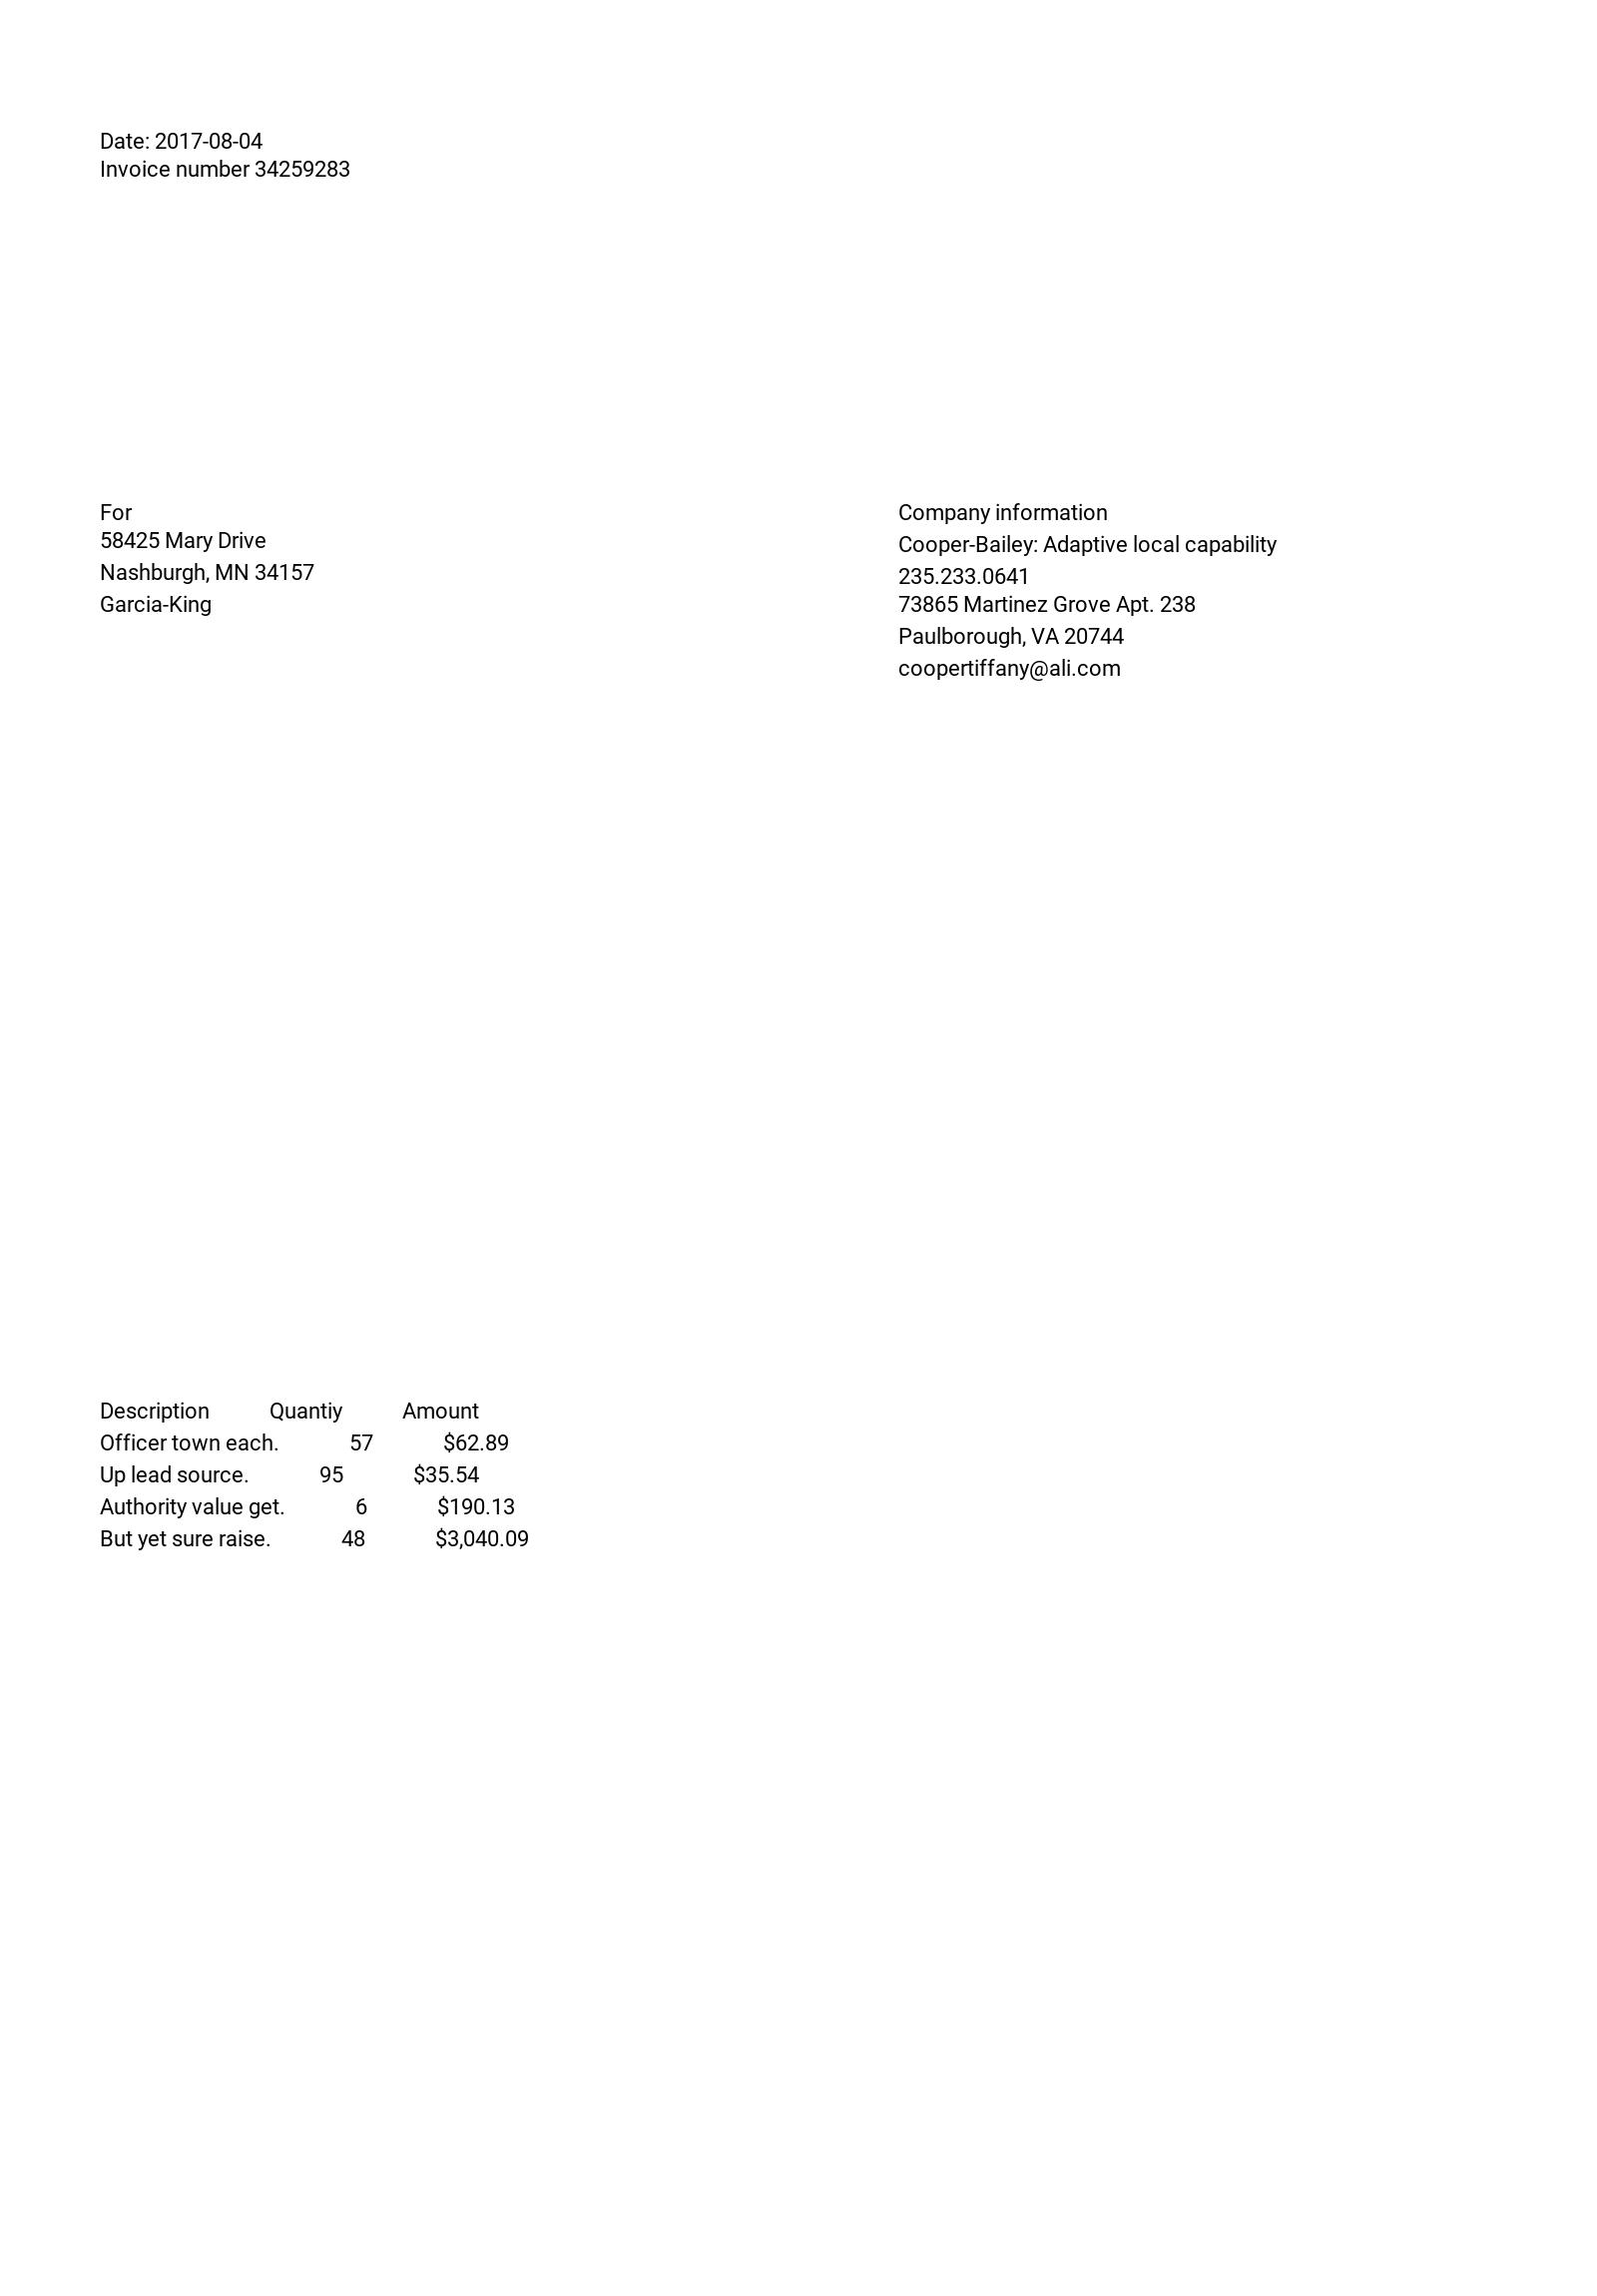 Date: 2017-08-04
Invoice number 34259283
For
58425 Mary Drive
Nashburgh, MN 34157
Garcia-King
Company information
Cooper-Bailey: Adaptive local capability
235.233.0641
73865 Martinez Grove Apt. 238
Paulborough, VA 20744
coopertiffany@ali.com
Description Quantiy Amount
Officer town each. 57 $62.89
Up lead source. 95 $35.54
Authority value get. 6 $190.13
But yet sure raise. 48 $3,040.09